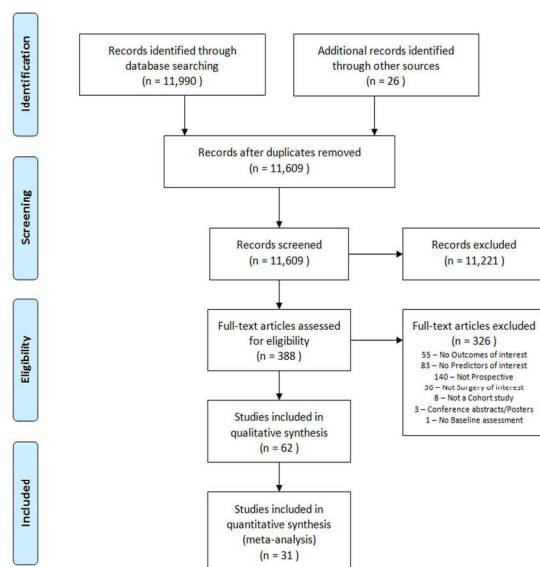 Identification
Records identified through
database searching
(n = 11,990 )
Additional records identified
through other sources
(n = 26 )
Records after duplicates removed
(n = 11,609 )
Screening
Records screened
(n = 11,609 )
Records excluded
(n = 11,221 )
Eligibility
Full-text articles assessed
for eligibility
(n = 388 )
Full-text articles excluded
(n = 326 )
55 – No Outcomes of interest
83 – No Predictors of interest
140 – Not Prospective
36 – Not Surgery of interest
8 – Not a Cohort study
3 – Conference abstracts/Posters
1 – No Baseline assessment
Studies included in
qualitative synthesis
(n = 62 )
Included
Studies included in
quantitative synthesis
(meta-analysis)
(n = 31 )